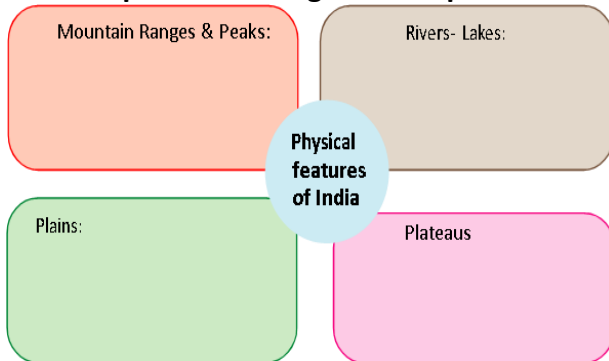 Mountain Ranges & Peaks:
Rivers- Lakes:
Physical
features
of India
Plains:
Plateaus